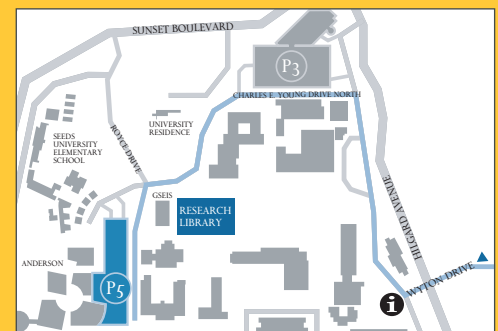 SUNSET BOULEVARD
P3
CHARLES E. YOUNG DRIVE NORTH
ROYCE DRIVE
UNIVERSITY
RESIDENCE
SEEDS
UNIVERSITY
ELEMENTARY
SCHOOL
GSEIS
RESEARCH
LIBRARY
HILGARD AVENUE
ANDERSON
P5
WYTON DRIVE
i